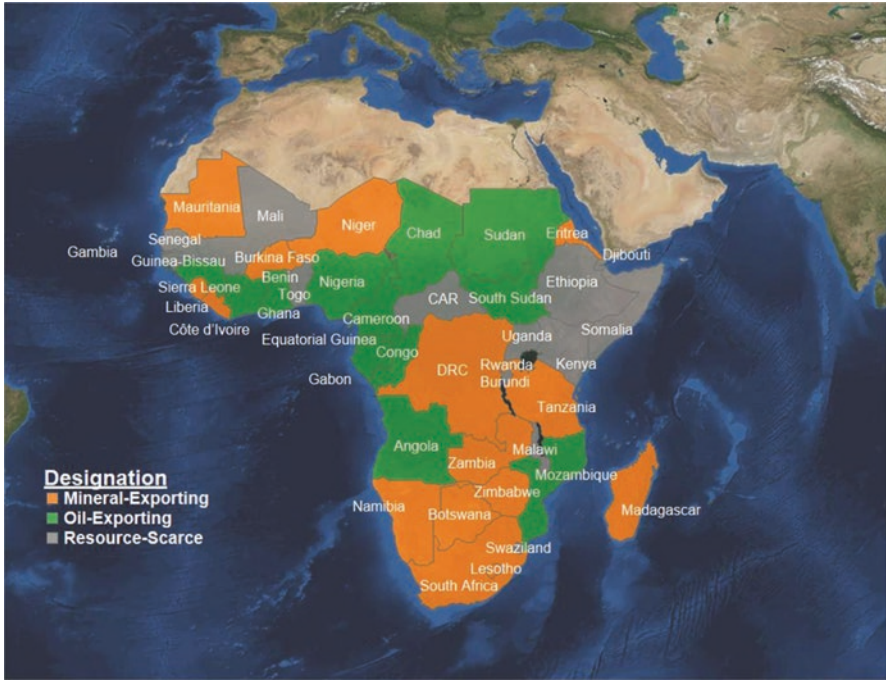 Mauritania
Mali
Niger
Chad
Sudan
Eritrea
Senegal
Gambia
Djibouti
Guinea-Bissau
Burkina Faso
Benin
Nigeria
Ethiopia
Sierra Leone
Togo
CAR
South Sudan
Liberia
Ghana
Cameroon
Côte d'Ivoire
Equatorial Guinea
Uganda
Somalia
Congo
Kenya
Gabon
DRC
Rwanda
Burundi
Tanzania
Angola
Malawi
Zambia
Mozambique
Zimbabwe
Namibia
Botswana
Madagascar
Swaziland
Lesotho
South Africa
Designation
Mineral-Exporting
Oil-Exporting
Resource-Scarce